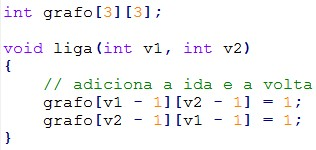 int grafo[3][3];
void liga(int v1, int v2)
{
// adiciona a ida e a volta
grafo[v1 - 1][v2 - 1] = 1;
grafo[v2 - 1][v1 - 1] = 1;
}